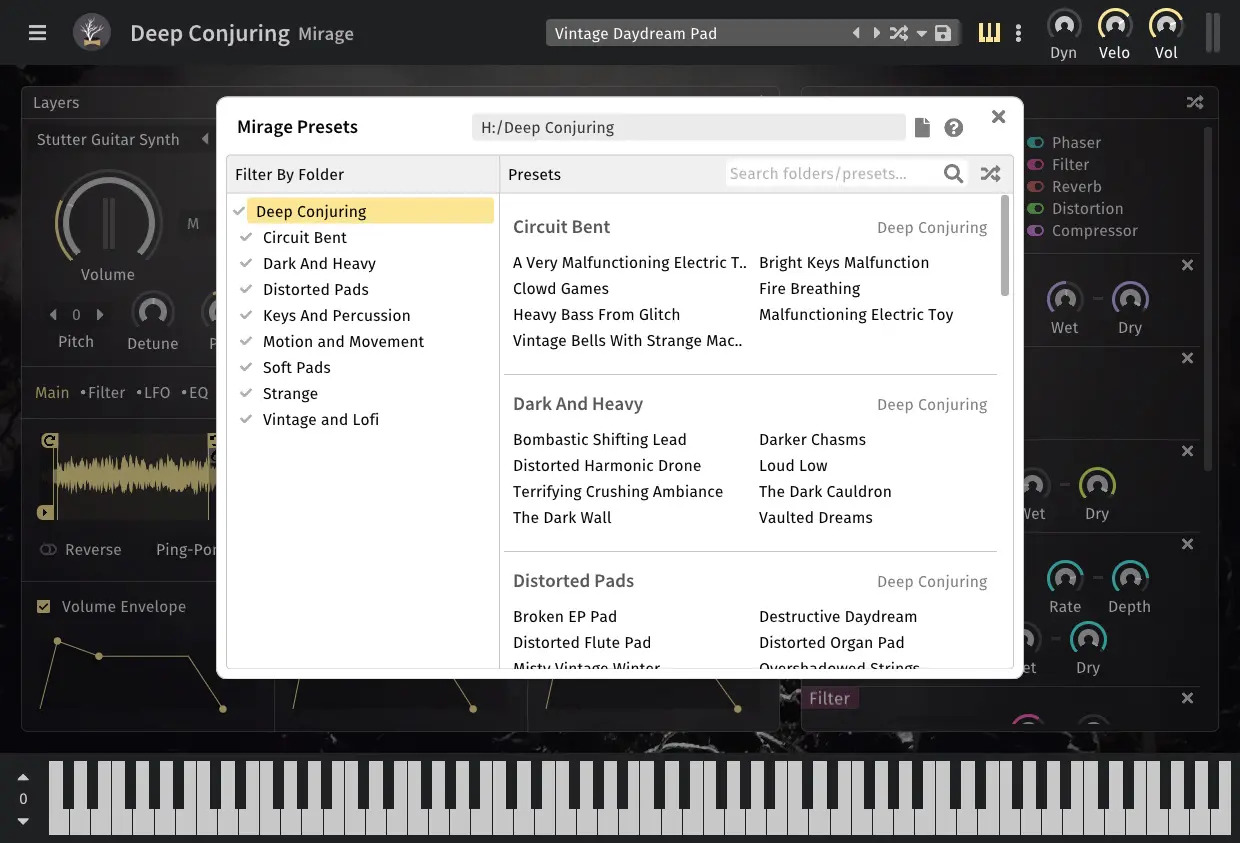 Deep Conjuring Mirage
Vintage Daydream Pad
Dyn Velo Vol
Layers
Stutter Guitar Synth
M
Volume
0
Pitch Detune
Main • Filter • LFO • EQ
Reverse
Volume Envelope
Mirage Presets
H:/Deep Conjuring
Filter By Folder
Deep Conjuring
Circuit Bent
Dark And Heavy
Distorted Pads
Keys And Percussion
Motion and Movement
Soft Pads
Strange
Vintage and Lofi
Presets
Search folders/presets...
Circuit Bent Deep Conjuring
A Very Malfunctioning Electric T.. Bright Keys Malfunction
Clowd Games Fire Breathing
Heavy Bass From Glitch Malfunctioning Electric Toy
Vintage Bells With Strange Mac..
Dark And Heavy Deep Conjuring
Bombastic Shifting Lead Darker Chasms
Distorted Harmonic Drone Loud Low
Terrifying Crushing Ambiance The Dark Cauldron
The Dark Wall Vaulted Dreams
Distorted Pads Deep Conjuring
Broken EP Pad Destructive Daydream
Distorted Flute Pad Distorted Organ Pad
Misty Vintage Winter Overshadowed Strings
Phaser
Filter
Reverb
Distortion
Compressor
Wet Dry
Dry
Rate Depth
Dry
Filter
0